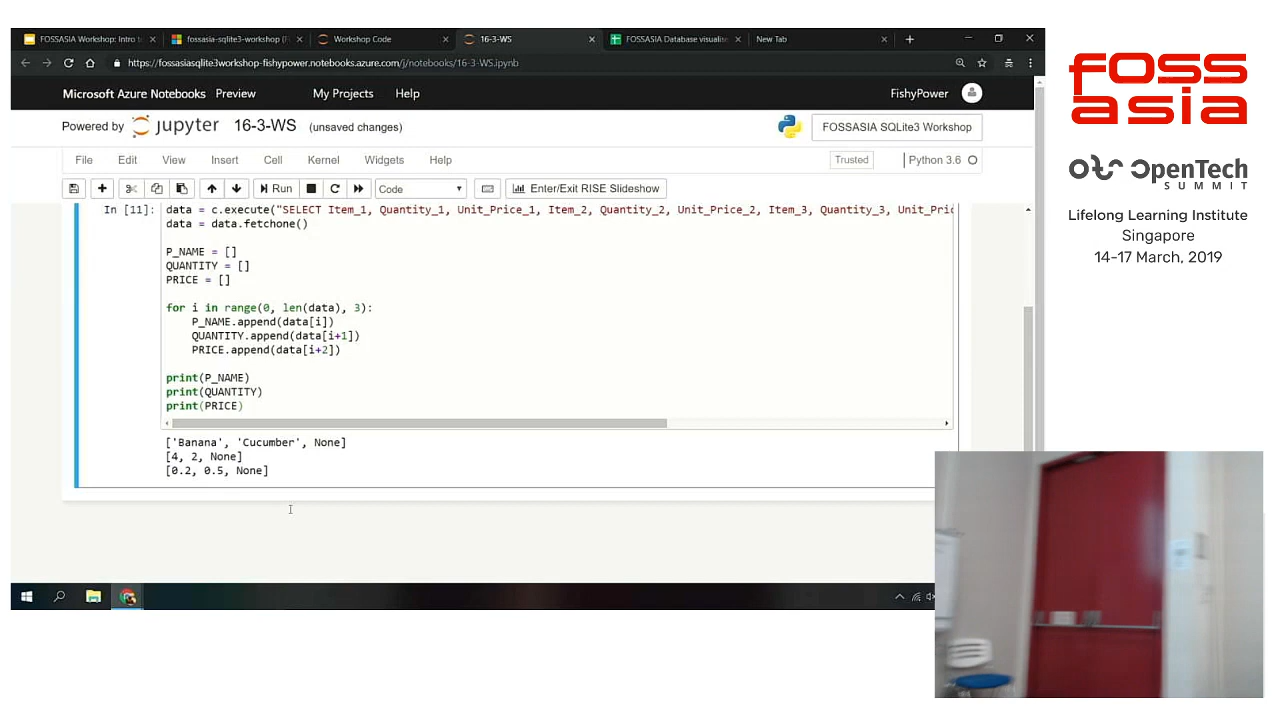 FOSSASIA Workshop: Intro t
fossasia-sqlite3-workshop (F
Workshop Code
16-3-WS
FOSSASIA Database visualise
New Tab
https://fossasiasqlite3workshop-fishypower.notebooks.azure.com/j/notebooks/16-3-WS.ipynb
Microsoft Azure Notebooks Preview My Projects Help FishyPower
Powered by jupyter 16-3-WS (unsaved changes) FOSSASIA SQLite3 Workshop
File Edit View Insert Cell Kernel Widgets Help Trusted Python 3.6
Run Code Enter/Exit RISE Slideshow
In [11]: data = c.execute("SELECT Item_1, Quantity_1, Unit_Price_1, Item_2, Quantity_2, Unit_Price_2, Item_3, Quantity_3, Unit_Pric
data = data.fetchone()
P_NAME = []
QUANTITY = []
PRICE = []
for i in range(0, len(data), 3):
P_NAME.append(data[i])
QUANTITY.append(data[i+1])
PRICE.append(data[i+2])
print(P_NAME)
print(QUANTITY)
print(PRICE)
['Banana', 'Cucumber', None]
[4, 2, None]
[0.2, 0.5, None]
FOSS
ASIA
OpenTech
SUMMIT
Lifelong Learning Institute
Singapore
14-17 March, 2019